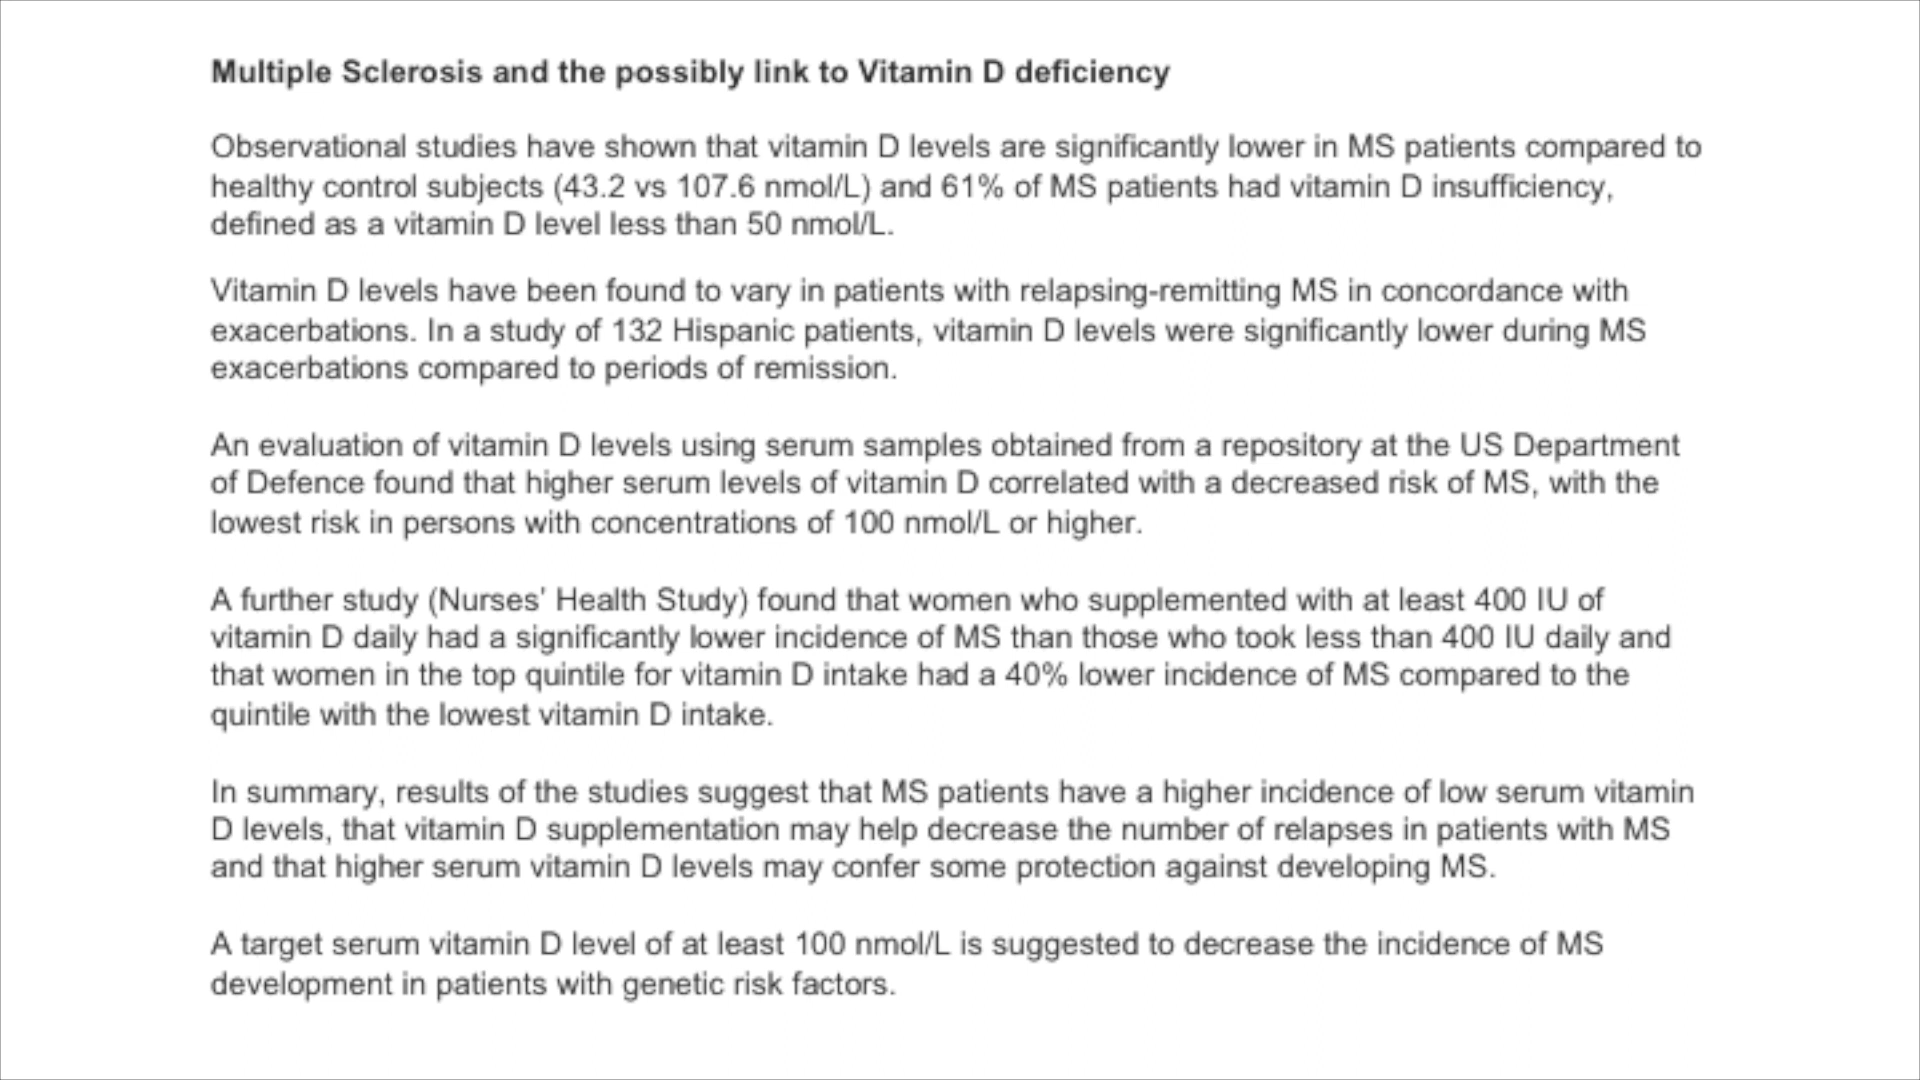 Multiple Sclerosis and the possibly link to Vitamin D deficiency
Observational studies have shown that vitamin D levels are significantly lower in MS patients compared to
healthy control subjects (43.2 vs 107.6 nmol/L) and 61% of MS patients had vitamin D insufficiency,
defined as a vitamin D level less than 50 nmol/L.
Vitamin D levels have been found to vary in patients with relapsing-remitting MS in concordance with
exacerbations. In a study of 132 Hispanic patients, vitamin D levels were significantly lower during MS
exacerbations compared to periods of remission.
An evaluation of vitamin D levels using serum samples obtained from a repository at the US Department
of Defence found that higher serum levels of vitamin D correlated with a decreased risk of MS, with the
lowest risk in persons with concentrations of 100 nmol/L or higher.
A further study (Nurses' Health Study) found that women who supplemented with at least 400 IU of
vitamin D daily had a significantly lower incidence of MS than those who took less than 400 IU daily and
that women in the top quintile for vitamin D intake had a 40% lower incidence of MS compared to the
quintile with the lowest vitamin D intake.
In summary, results of the studies suggest that MS patients have a higher incidence of low serum vitamin
D levels, that vitamin D supplementation may help decrease the number of relapses in patients with MS
and that higher serum vitamin D levels may confer some protection against developing MS.
A target serum vitamin D level of at least 100 nmol/L is suggested to decrease the incidence of MS
development in patients with genetic risk factors.